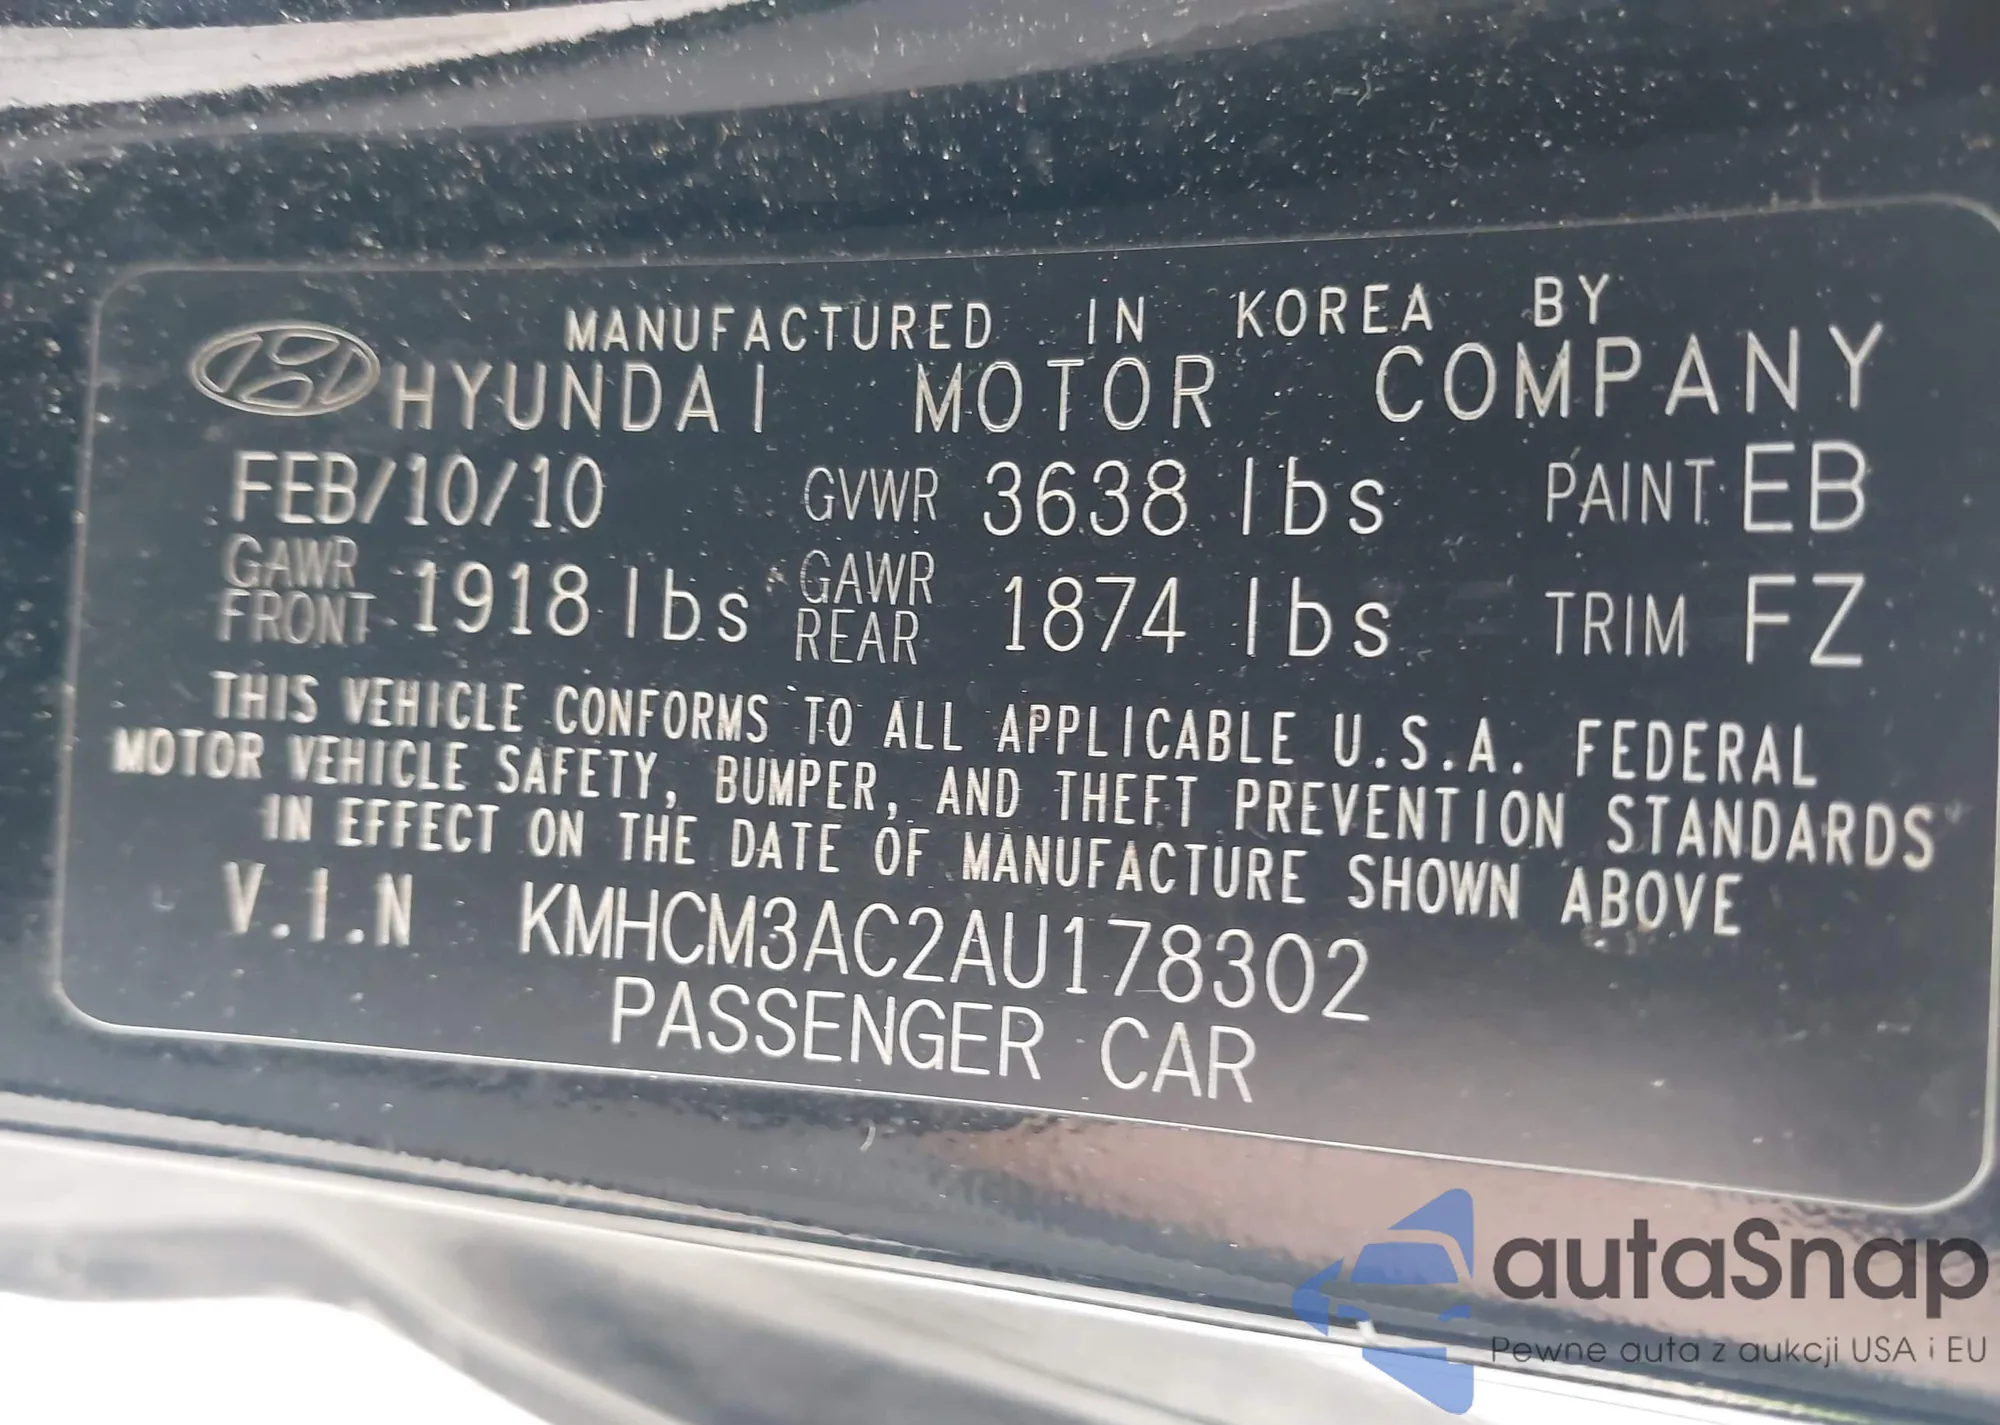 MANUFACTURED IN KOREA BY
HYUNDAI MOTOR COMPANY
FEB/10/10 GVWR 3638 lbs PAINT EB
GAWR FRONT 1918 lbs GAWR REAR 1874 lbs TRIM FZ
THIS VEHICLE CONFORMS TO ALL APPLICABLE U.S.A. FEDERAL
MOTOR VEHICLE SAFETY, BUMPER, AND THEFT PREVENTION STANDARDS
IN EFFECT ON THE DATE OF MANUFACTURE SHOWN ABOVE
V.I.N KMHCM3AC2AU178302
PASSENGER CAR
autaSnap
Pewne auta z aukcji USA i EU